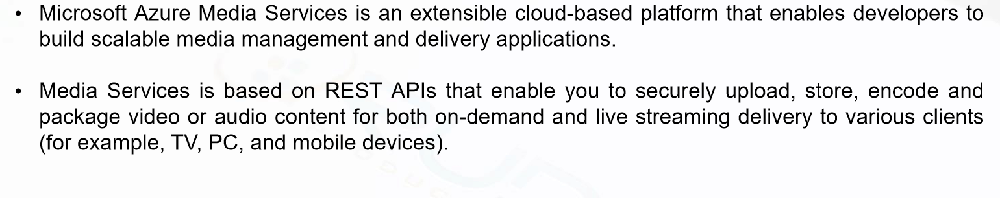 • Microsoft Azure Media Services is an extensible cloud-based platform that enables developers to
build scalable media management and delivery applications.
• Media Services is based on REST APIs that enable you to securely upload, store, encode and
package video or audio content for both on-demand and live streaming delivery to various clients
(for example, TV, PC, and mobile devices).